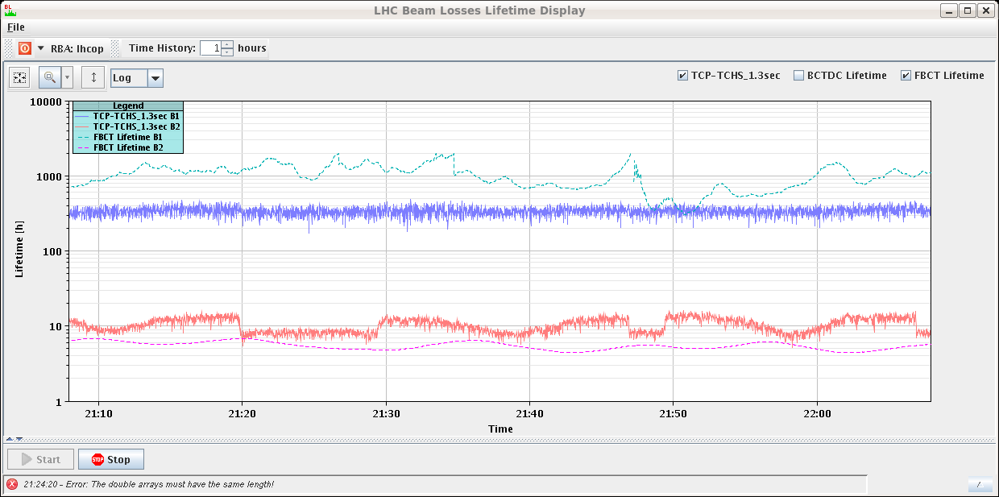 BL
LHC Beam Losses Lifetime Display
File
RBA: lhcop Time History: 1 hours
Log
TCP-TCHS_1.3sec BCTDC Lifetime FBCT Lifetime
Legend
TCP-TCHS_1.3sec B1
TCP-TCHS_1.3sec B2
FBCT Lifetime B1
FBCT Lifetime B2
10000
1000
100
10
1
Lifetime [h]
21:10 21:20 21:30 21:40 21:50 22:00
Time
Start STOP Stop
21:24:20 - Error: The double arrays must have the same length!